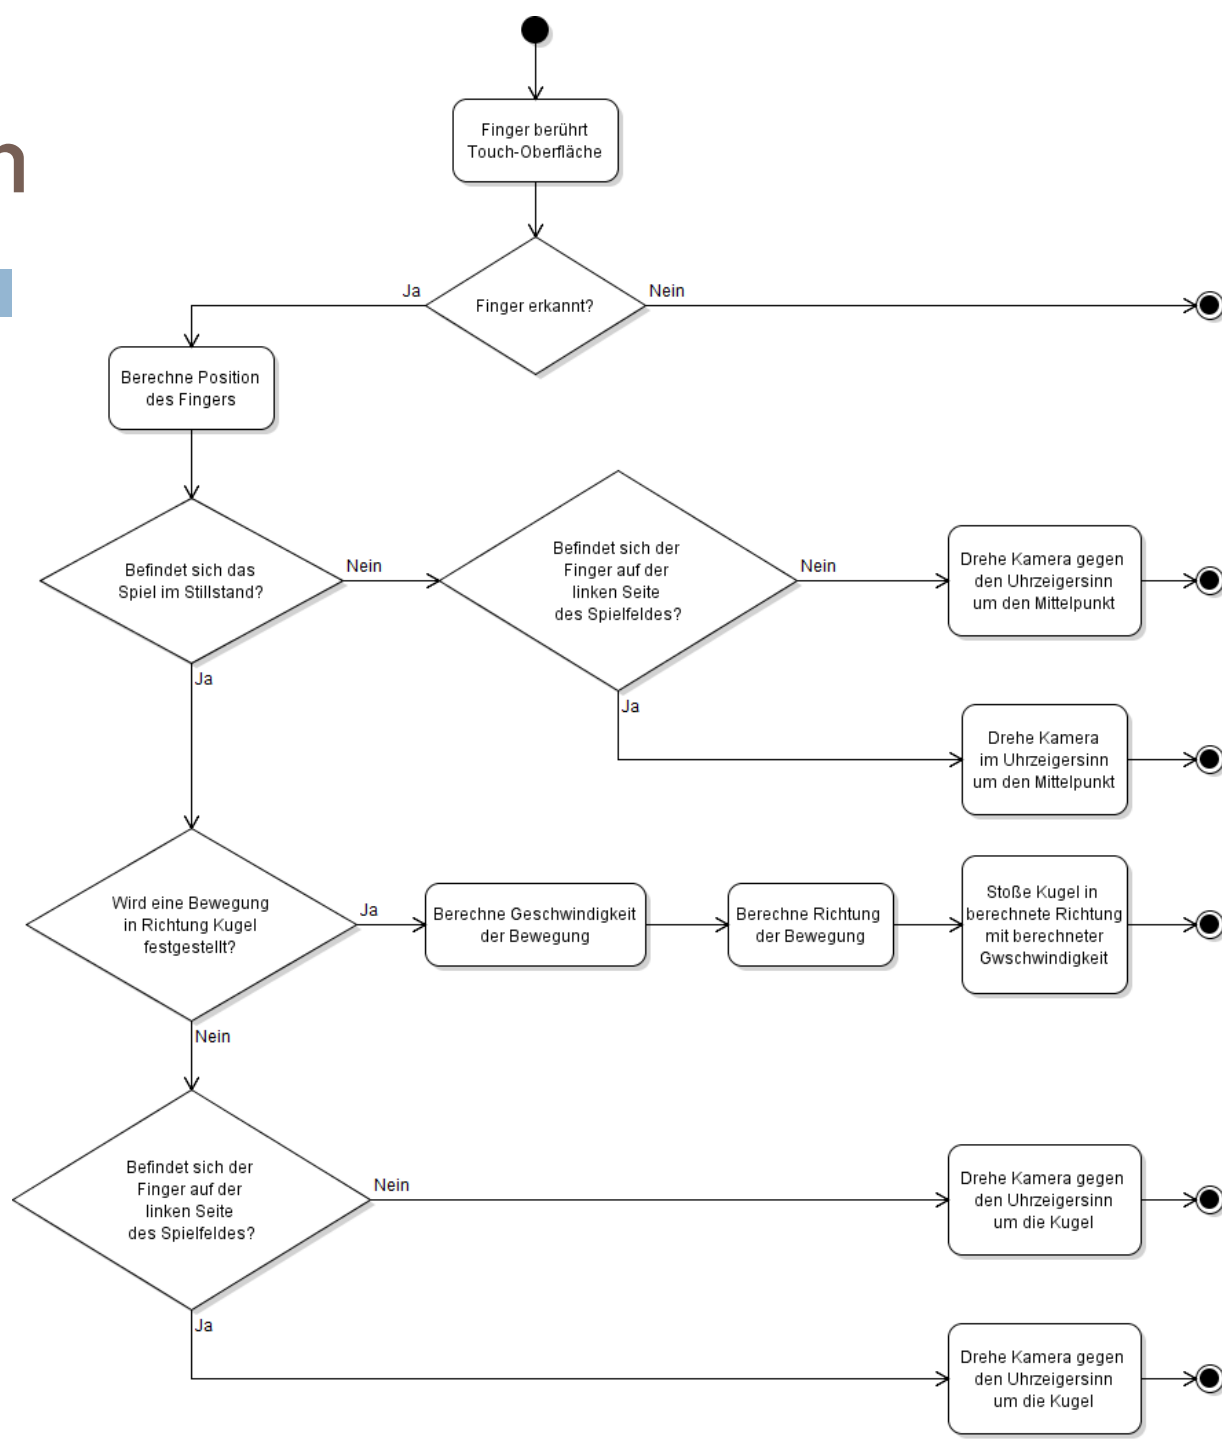 Finger berührt
Touch-Oberfläche
n
Ja
Finger erkannt?
Nein
Berechne Position
des Fingers
Befindet sich das
Spiel im Stillstand?
Nein
Ja
Befindet sich der
Finger auf der
linken Seite
des Spielfeldes?
Nein
Ja
Drehe Kamera gegen
den Uhrzeigersinn
um den Mittelpunkt
Drehe Kamera
im Uhrzeigersinn
um den Mittelpunkt
Wird eine Bewegung
in Richtung Kugel
festgestellt?
Ja
Nein
Berechne Geschwindigkeit
der Bewegung
Berechne Richtung
der Bewegung
Stoße Kugel in
berechnete Richtung
mit berechneter
Gwschwindigkeit
Befindet sich der
Finger auf der
linken Seite
des Spielfeldes?
Nein
Ja
Drehe Kamera gegen
den Uhrzeigersinn
um die Kugel
Drehe Kamera gegen
den Uhrzeigersinn
um die Kugel